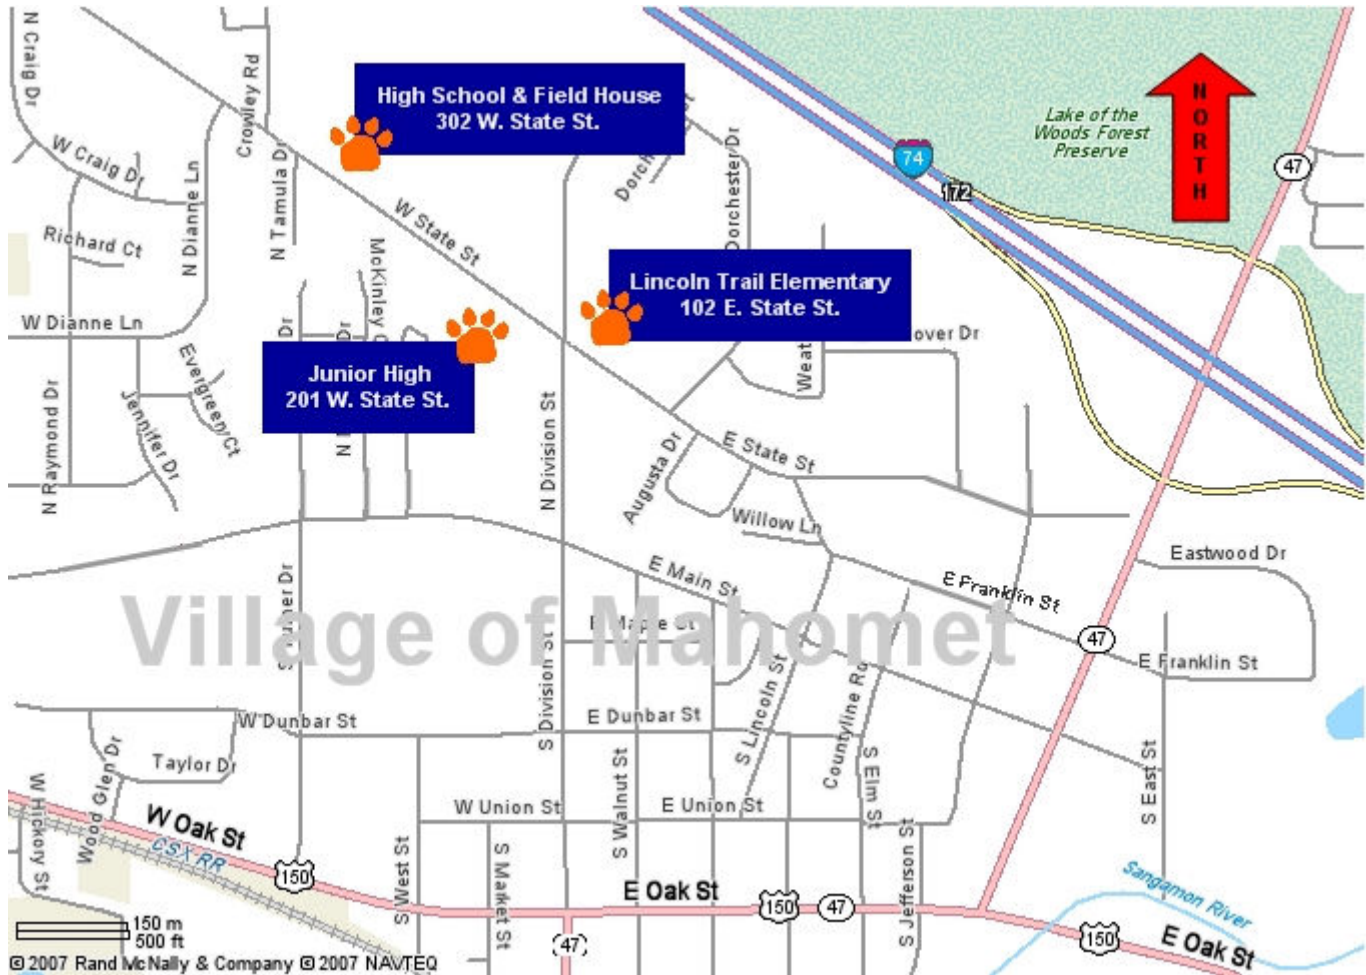 N Craig Dr
Crowley Rd
High School & Field House
302 W. State St.
Lake of the
Woods Forest
Preserve
NORTH
74
172
47
W Craig Dr
N Dianne Ln
N Tamula Dr
W State St
Dorchester Dr
Richard Ct
McKinley
Lincoln Trail Elementary
102 E. State St.
W Dianne Ln
Dr
Dr
over Dr
Junior High
201 W. State St.
Evergreen Ct
Jennifer Dr
N Raymond Dr
N
N Division St
Augusta Dr
E State St
Willow Ln
Eastwood Dr
E Main St
E Franklin St
Village of Mahomet
E Maple St
47
E Franklin St
S Division St
S Lincoln St
Countyline Rd
W Dunbar St
E Dunbar St
Taylor Dr
Wood Glen Dr
W Hickory St
S Walnut St
S Elm St
S East St
W Union St
E Union St
W Oak St
CSX RR
150
S West St
S Market St
E Oak St
150
47
S Jefferson St
Sangamon River
150 m
500 ft
47
150
E Oak St
© 2007 Rand McNally & Company © 2007 NAVTEQ